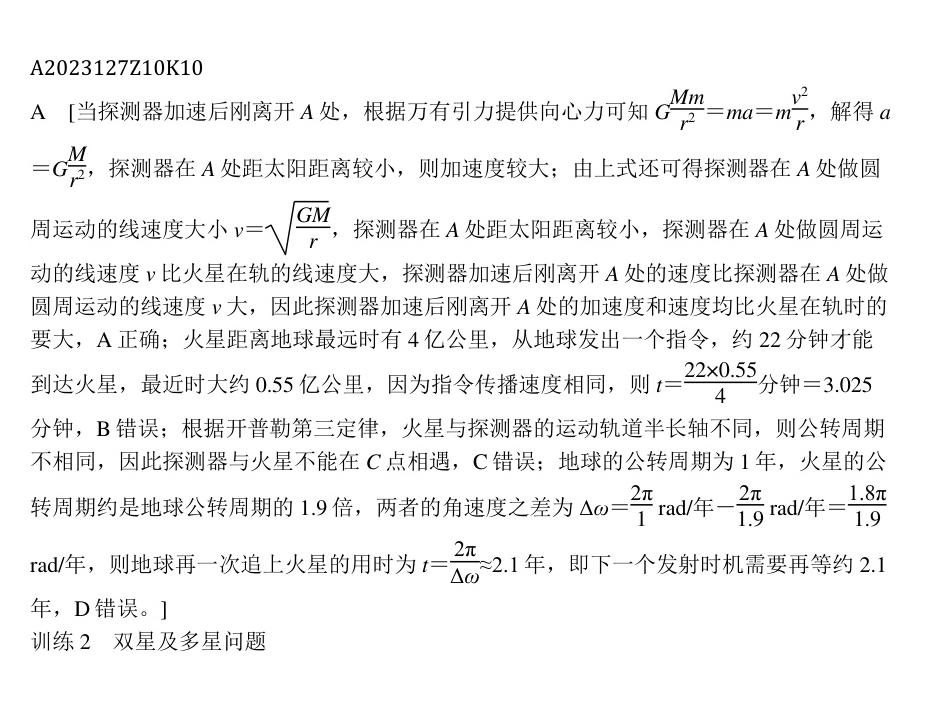 A2023127Z10K10
A [当探测器加速后刚离开 A 处，根据万有引力提供向心力可知 G\frac{Mm}{r^2}＝ma＝m\frac{v^2}{r}，解得 a
＝G\frac{M}{r^2}，探测器在 A 处距太阳距离较小，则加速度较大；由上式还可得探测器在 A 处做圆
周运动的线速度大小 v＝\sqrt{\frac{GM}{r}}，探测器在 A 处距太阳距离较小，探测器在 A 处做圆周运
动的线速度 v 比火星在轨的线速度大，探测器加速后刚离开 A 处的速度比探测器在 A 处做
圆周运动的线速度 v 大，因此探测器加速后刚离开 A 处的加速度和速度均比火星在轨时的
要大，A 正确；火星距离地球最远时有 4 亿公里，从地球发出一个指令，约 22 分钟才能
到达火星，最近时大约 0.55 亿公里，因为指令传播速度相同，则 t＝\frac{22×0.55}{4}分钟＝3.025
分钟，B 错误；根据开普勒第三定律，火星与探测器的运动轨道半长轴不同，则公转周期
不相同，因此探测器与火星不能在 C 点相遇，C 错误；地球的公转周期为 1 年，火星的公
转周期约是地球公转周期的 1.9 倍，两者的角速度之差为 Δω＝\frac{2π}{1} rad/年－\frac{2π}{1.9} rad/年＝\frac{1.8π}{1.9}
rad/年，则地球再一次追上火星的用时为 t＝\frac{2π}{Δω}≈2.1 年，即下一个发射时机需要再等约 2.1
年，D 错误。]
训练 2 双星及多星问题